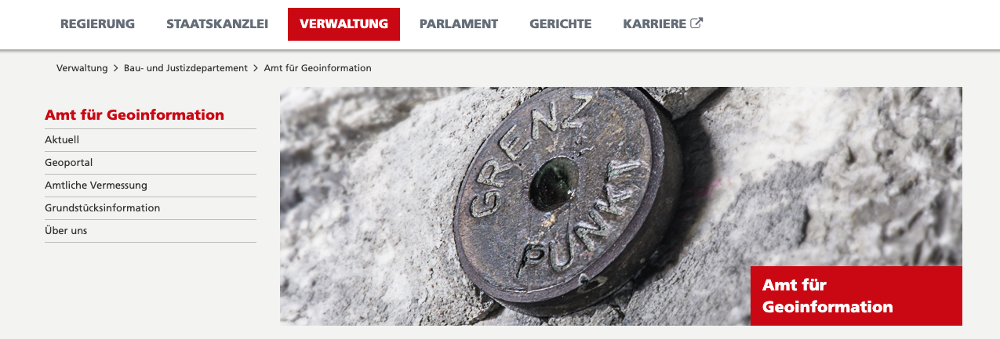 REGIERUNG STAATSKANZLEI VERWALTUNG PARLAMENT GERICHTE KARRIERE
Verwaltung > Bau- und Justizdepartement > Amt für Geoinformation
Amt für Geoinformation
Aktuell
Geoportal
Amtliche Vermessung
Grundstücksinformation
Über uns
GRENZ
PUNKT
Amt für
Geoinformation